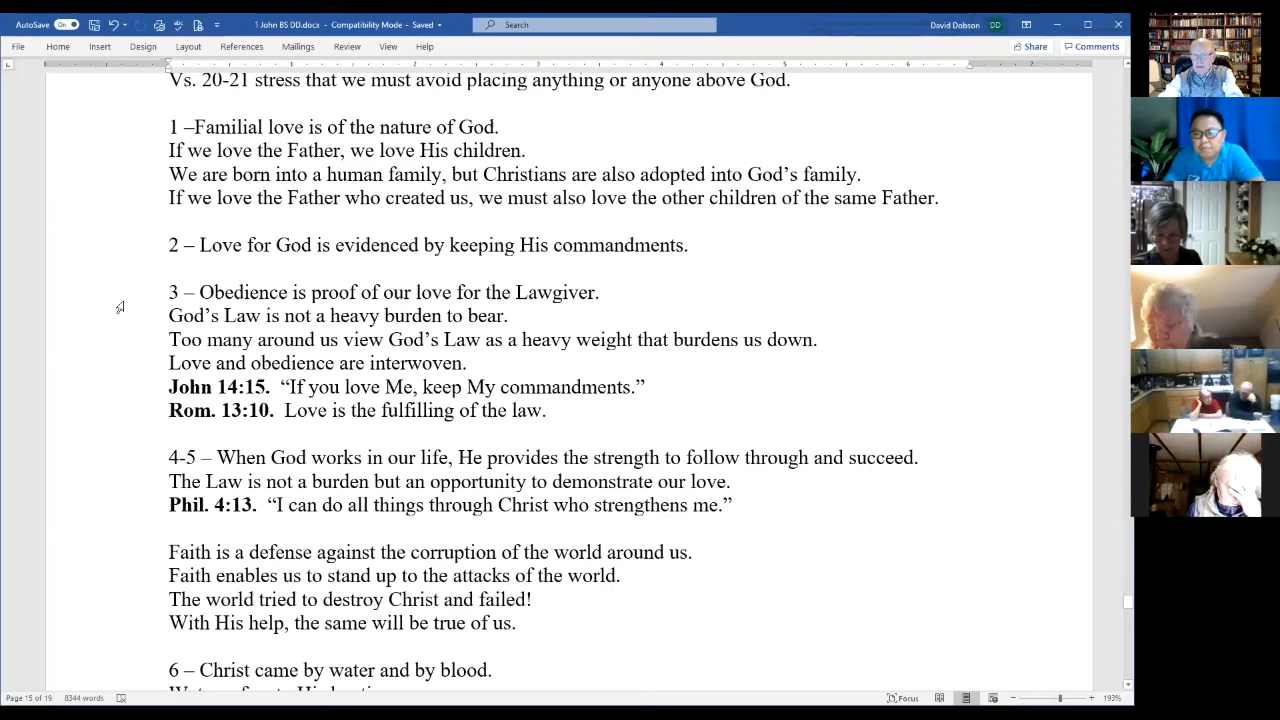 AutoSave On 1 John BS DD.docx - Compatibility Mode - Saved Search David Dobson DD
File Home Insert Design Layout References Mailings Review View Help Share Comments
Vs. 20-21 stress that we must avoid placing anything or anyone above God.
1 –Familial love is of the nature of God.
If we love the Father, we love His children.
We are born into a human family, but Christians are also adopted into God’s family.
If we love the Father who created us, we must also love the other children of the same Father.
2 – Love for God is evidenced by keeping His commandments.
3 – Obedience is proof of our love for the Lawgiver.
God’s Law is not a heavy burden to bear.
Too many around us view God’s Law as a heavy weight that burdens us down.
Love and obedience are interwoven.
John 14:15. “If you love Me, keep My commandments.”
Rom. 13:10. Love is the fulfilling of the law.
4-5 – When God works in our life, He provides the strength to follow through and succeed.
The Law is not a burden but an opportunity to demonstrate our love.
Phil. 4:13. “I can do all things through Christ who strengthens me.”
Faith is a defense against the corruption of the world around us.
Faith enables us to stand up to the attacks of the world.
The world tried to destroy Christ and failed!
With His help, the same will be true of us.
6 – Christ came by water and by blood.
Page 15 of 19 8344 words Focus 193%